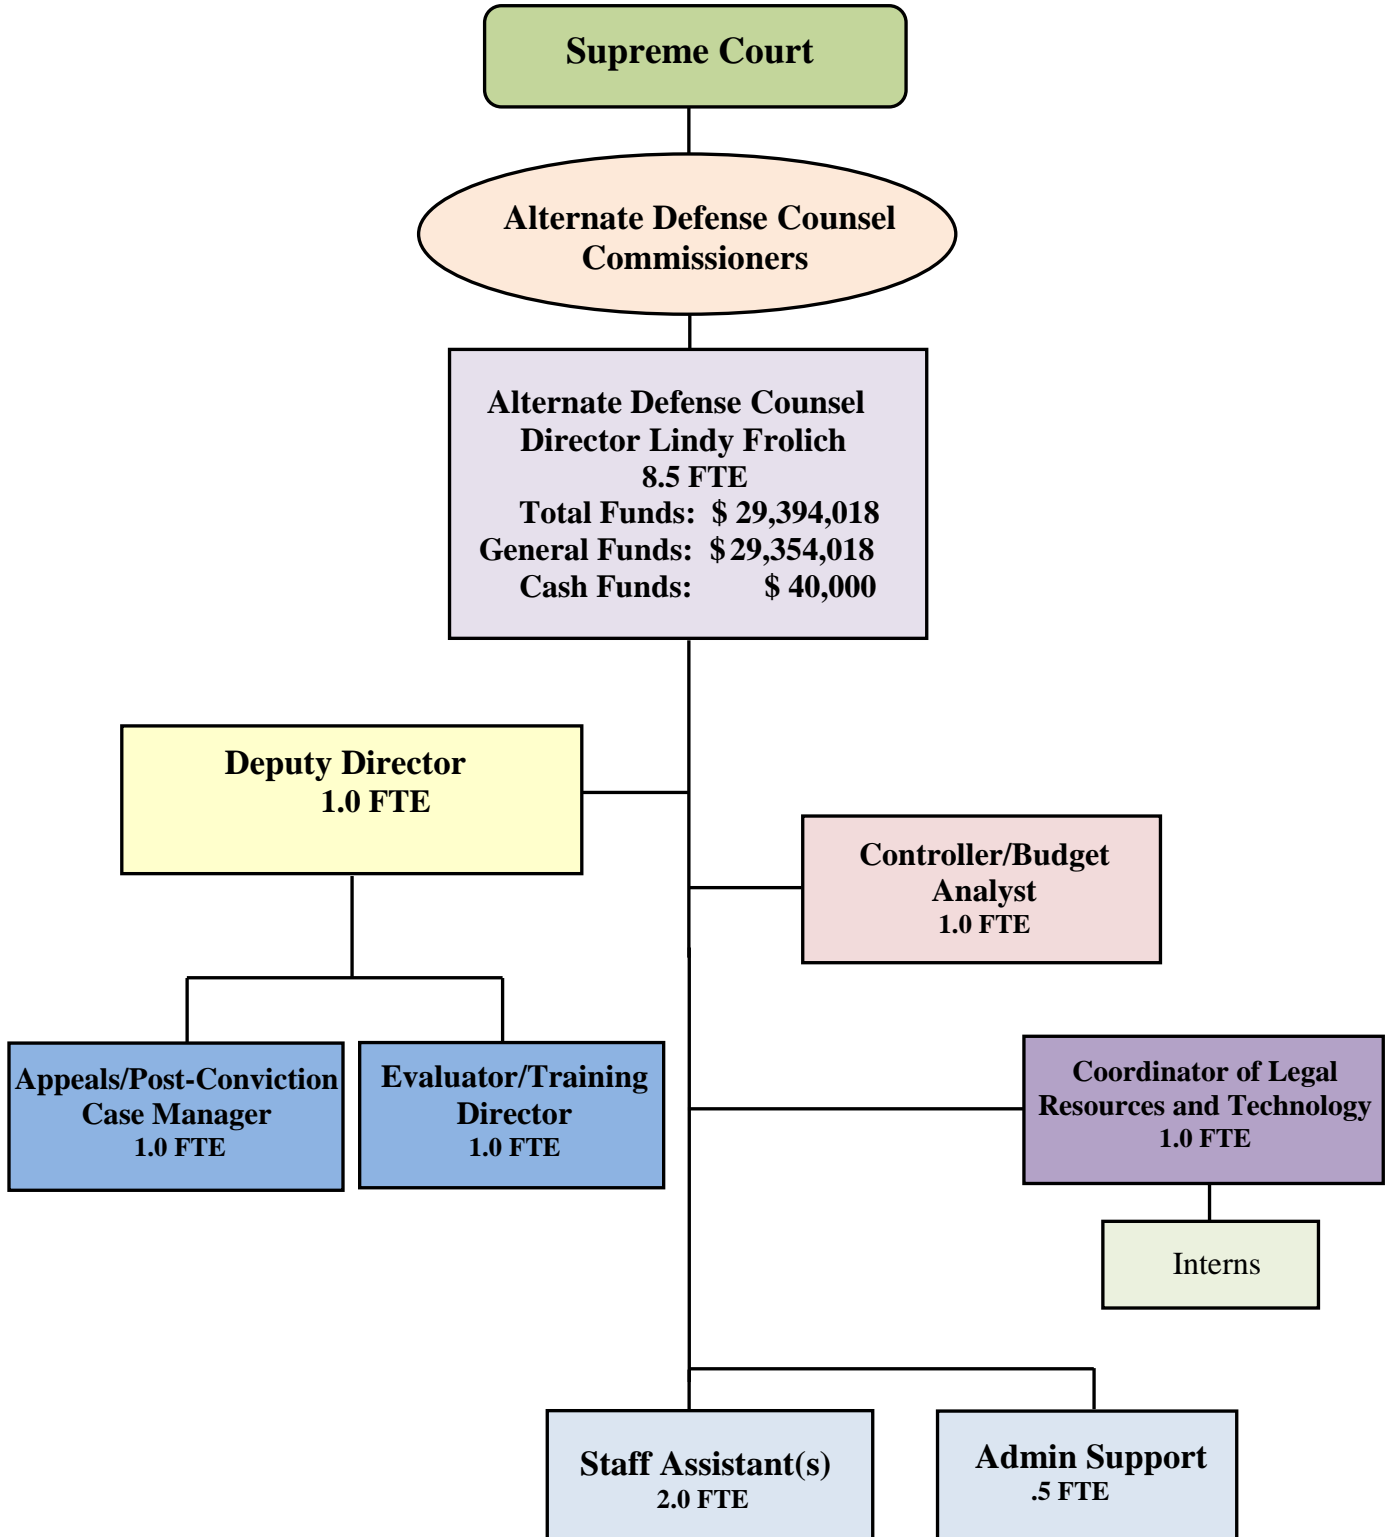 Supreme Court
Alternate Defense Counsel
Commissioners
Alternate Defense Counsel
Director Lindy Frolich
8.5 FTE
Total Funds: $ 29,394,018
General Funds: $ 29,354,018
Cash Funds: $ 40,000
Deputy Director
1.0 FTE
Controller/Budget
Analyst
1.0 FTE
Appeals/Post-Conviction
Case Manager
1.0 FTE
Evaluator/Training
Director
1.0 FTE
Coordinator of Legal
Resources and Technology
1.0 FTE
Interns
Staff Assistant(s)
2.0 FTE
Admin Support
.5 FTE